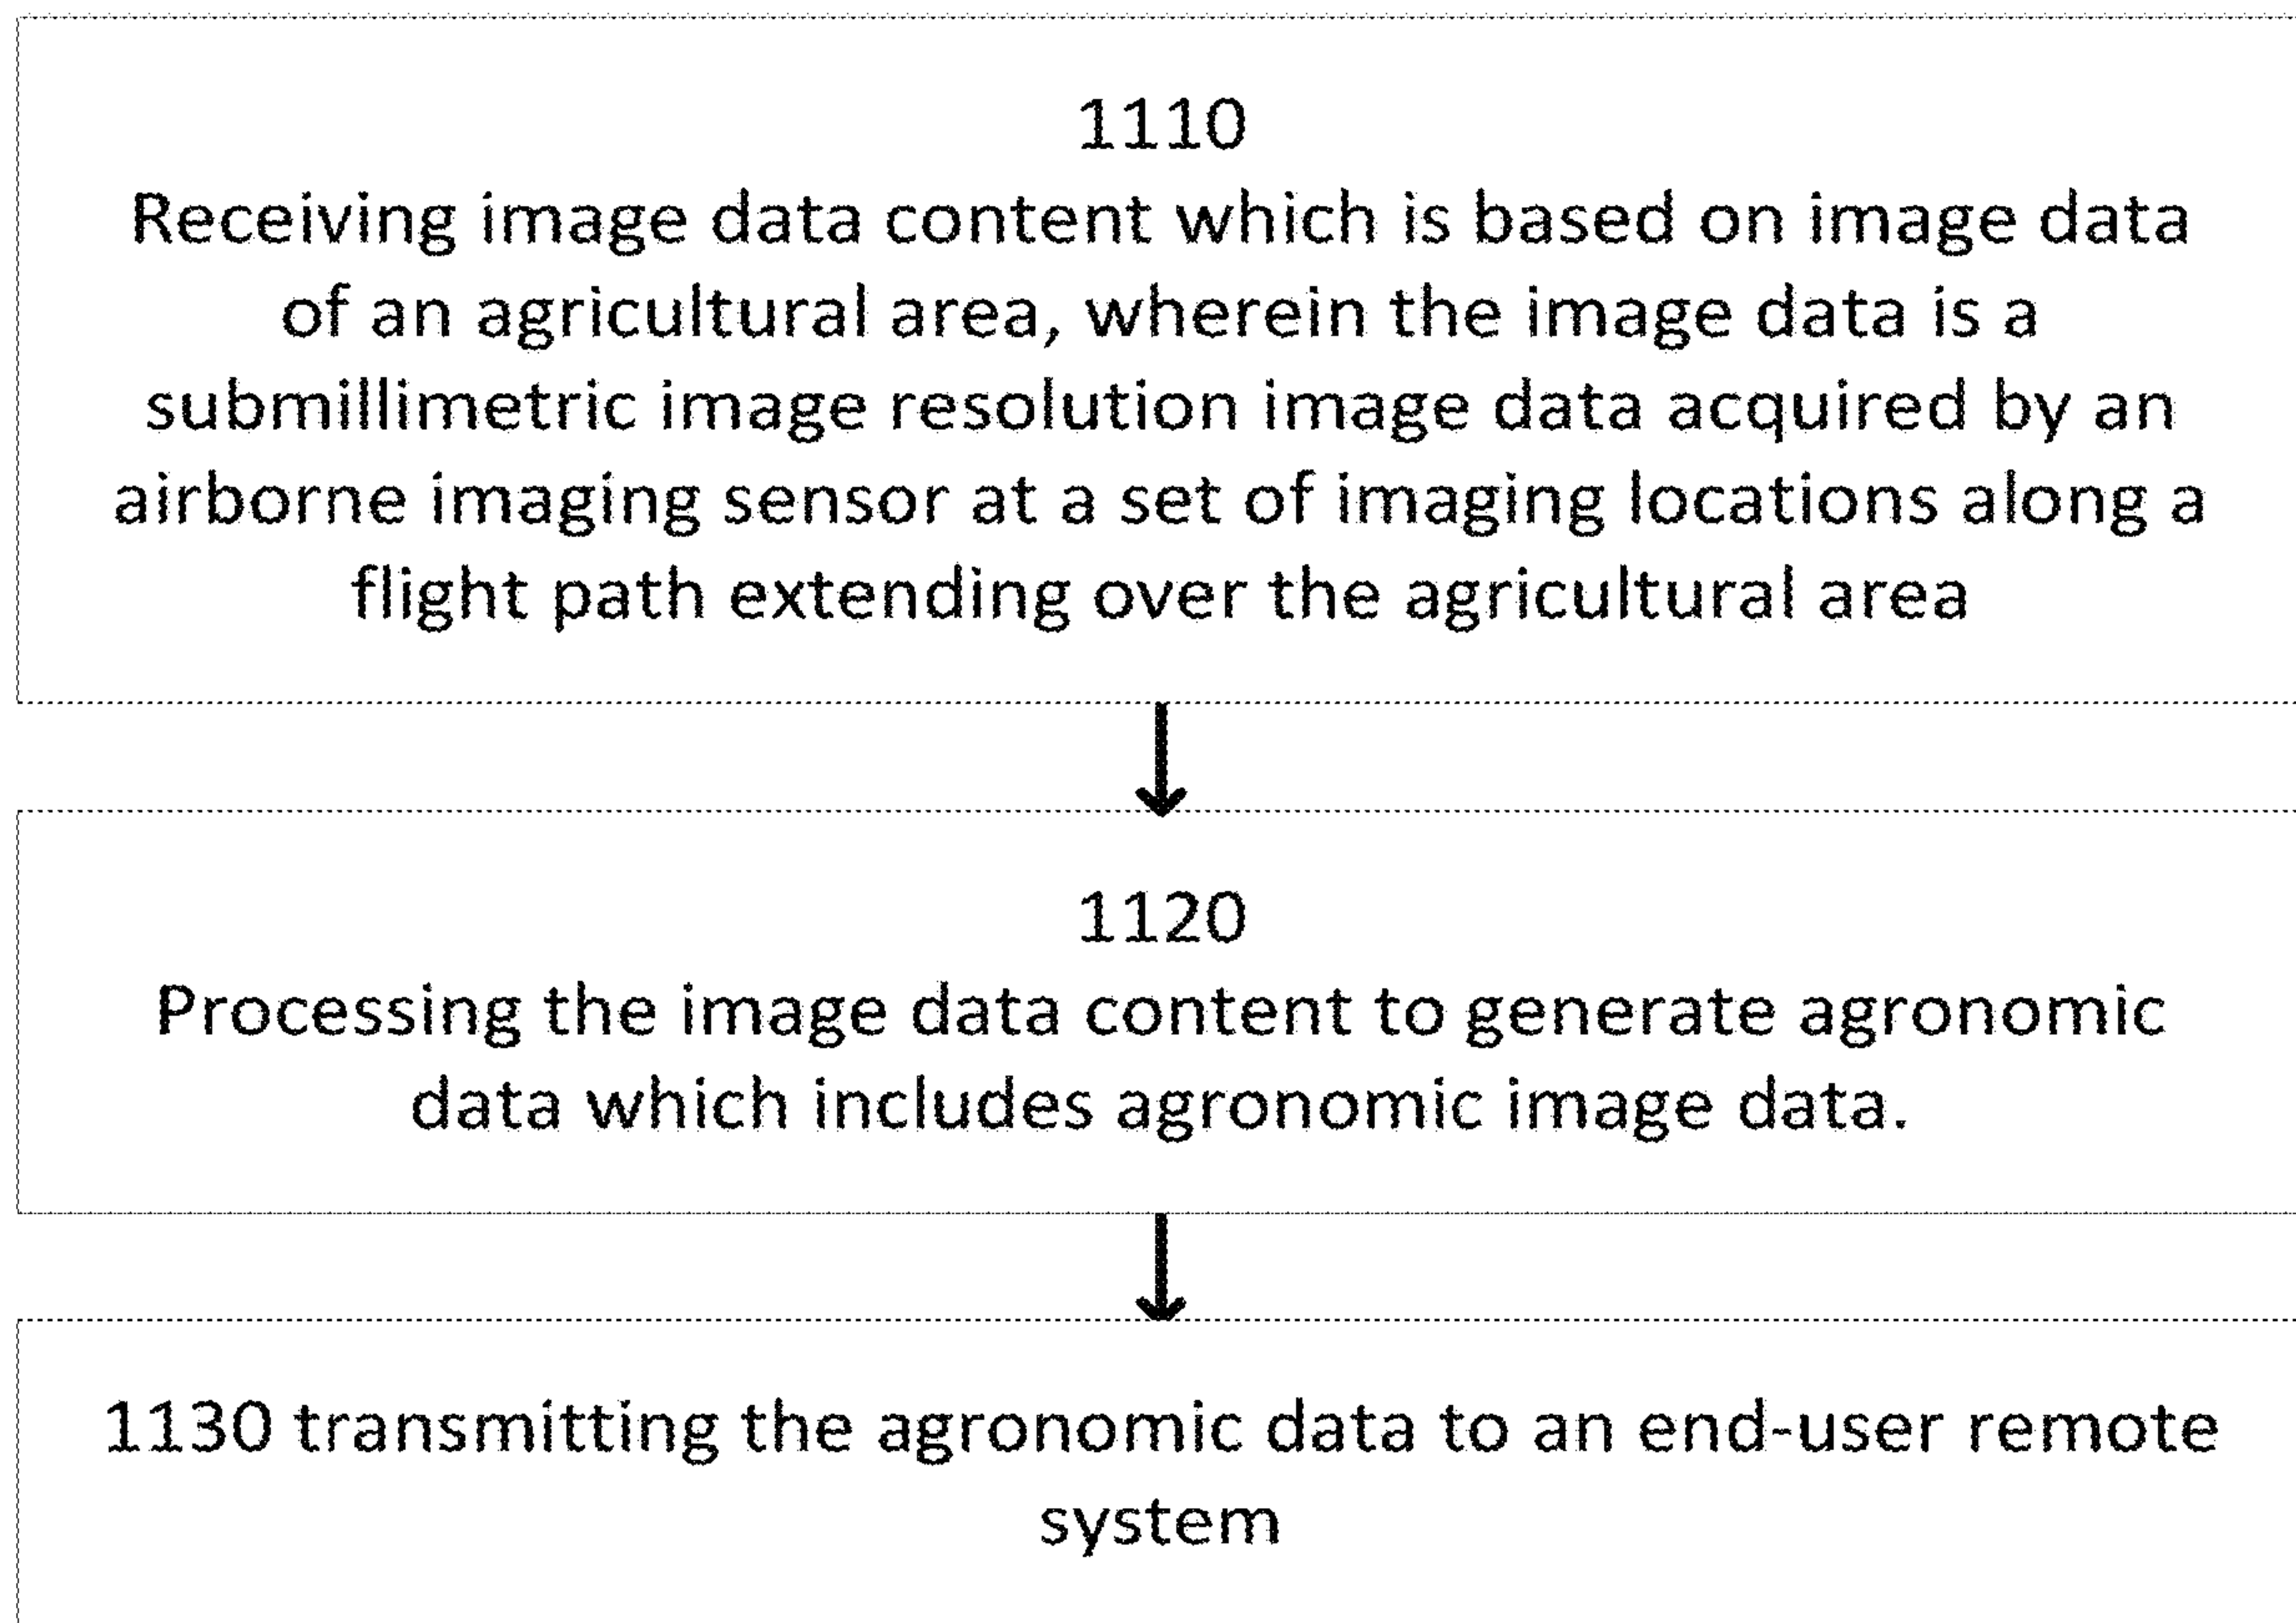 1110
Receiving image data content which is based on image data
of an agricultural area, wherein the image data is a
submillimetric image resolution image data acquired by an
airborne imaging sensor at a set of imaging locations along a
flight path extending over the agricultural area
1120
Processing the image data content to generate agronomic
data which includes agronomic image data.
1130 transmitting the agronomic data to an end-user remote
system